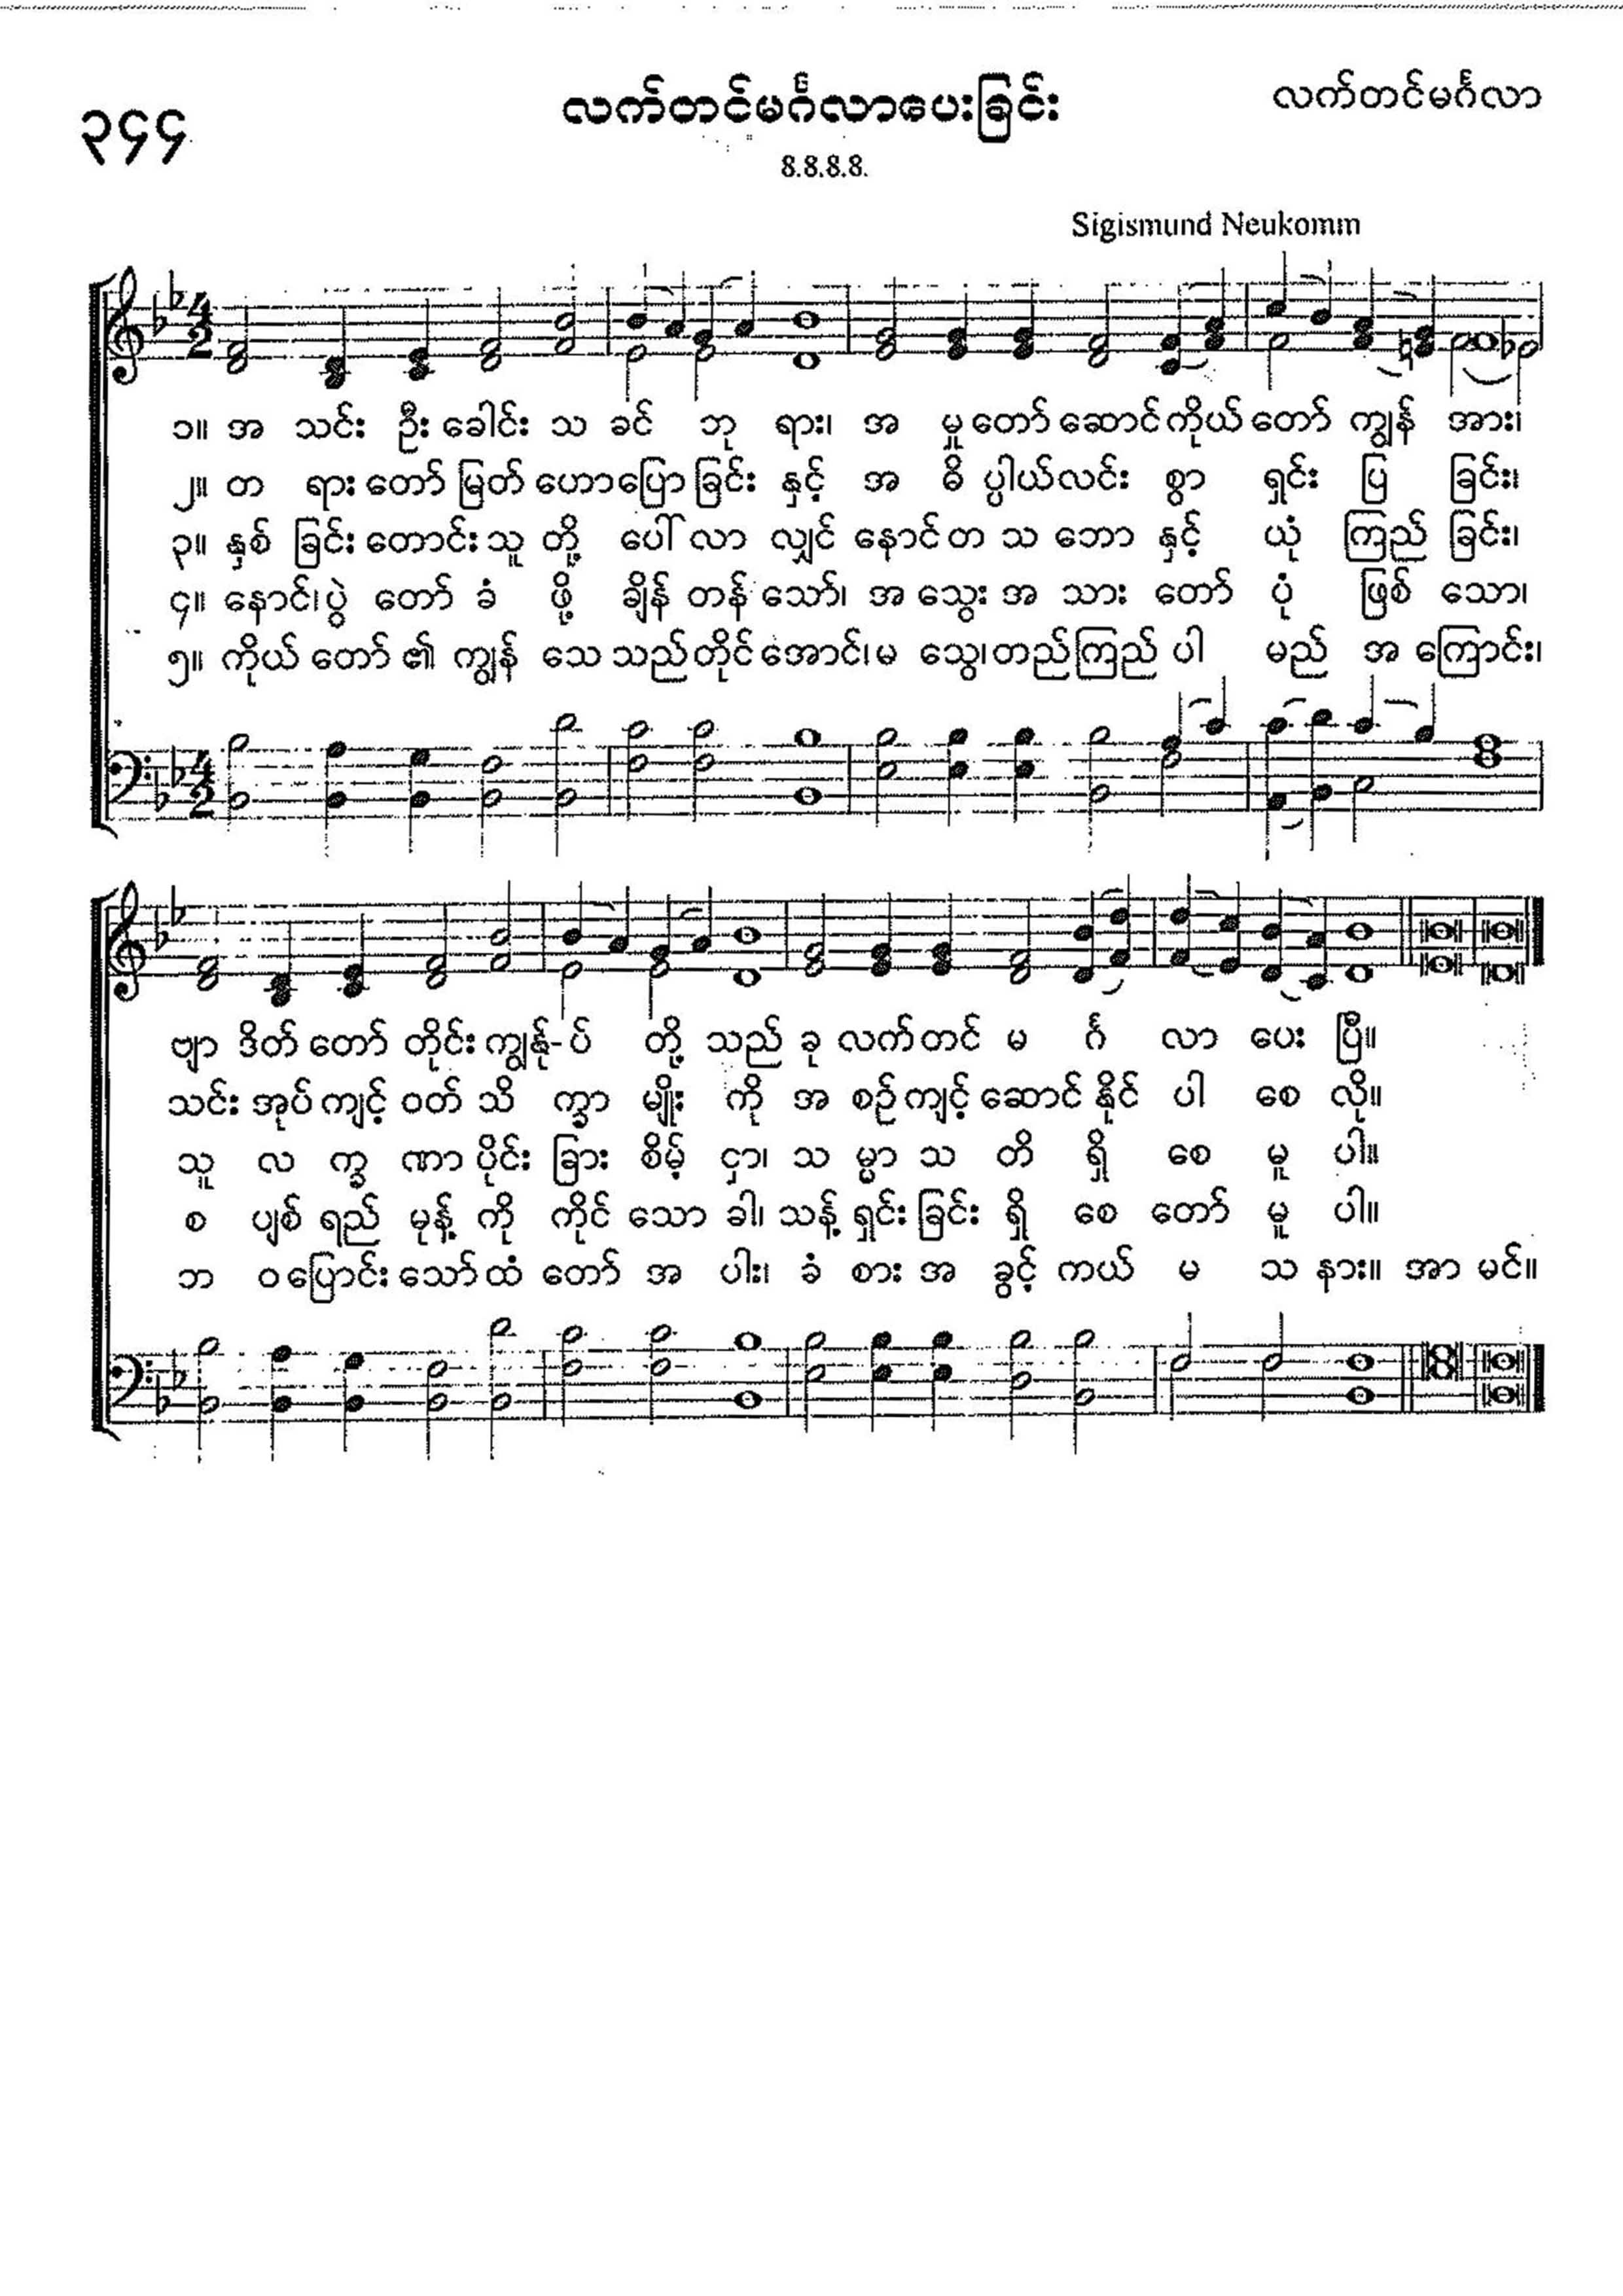 ၃၄၄
လက်တင်မင်္ဂလာပေးခြင်း
လက်တင်မင်္ဂလာ
8.8.8.8.
Sigismund Neukomm
၁။ အ သင်း ဦး ခေါင်း သ ခင် ဘု ရား၊ အ မှု တော် ဆောင် ကိုယ် တော် ကျွန် အား၊
၂။ တ ရား တော် မြတ် ဟော ပြော ခြင်း နှင့် အ ဓိ ပ္ပါယ် လင်း စွာ ရှင်း ပြ ခြင်း၊
၃။ နှစ် ခြင်း တောင်း သူ တို့ ပေါ် လာ လျှင် နောင် တ သ ဘော နှင့် ယုံ ကြည် ခြင်း၊
၄။ နောင်၊ ပွဲ တော် ခံ ဖို့ ချိန် တန် သော်၊ အ သွေး အ သား တော် ပုံ ဖြစ် သော၊
၅။ ကိုယ် တော် ၏ ကျွန် သေ သည် တိုင် အောင်၊ မ သွေ၊ တည် ကြည် ပါ မည် အ ကြောင်း၊
ဗျာ ဒိတ် တော် တိုင်း ကျွန်ု-ပ် တို့ သည် ခု လက် တင် မ င်္ဂ လာ ပေး ပြီ။
သင်း အုပ် ကျင့် ဝတ် သိ က္ခာ မျိုး ကို အ စဉ် ကျင့် ဆောင် နိုင် ပါ စေ လို။
သူ လ က္ခ ဏာ ပိုင်း ခြား စိမ့် ငှာ၊ သ မ္မာ သ တိ ရှိ စေ မူ ပါ။
စ ပျစ် ရည် မုန့် ကို ကိုင် သော ခါ၊ သန့် ရှင်း ခြင်း ရှိ စေ တော် မူ ပါ။
ဘ ဝ ပြောင်း သော် ထံ တော် အ ပါး၊ ခံ စား အ ခွင့် ကယ် မ သ နား။ အာ မင်။